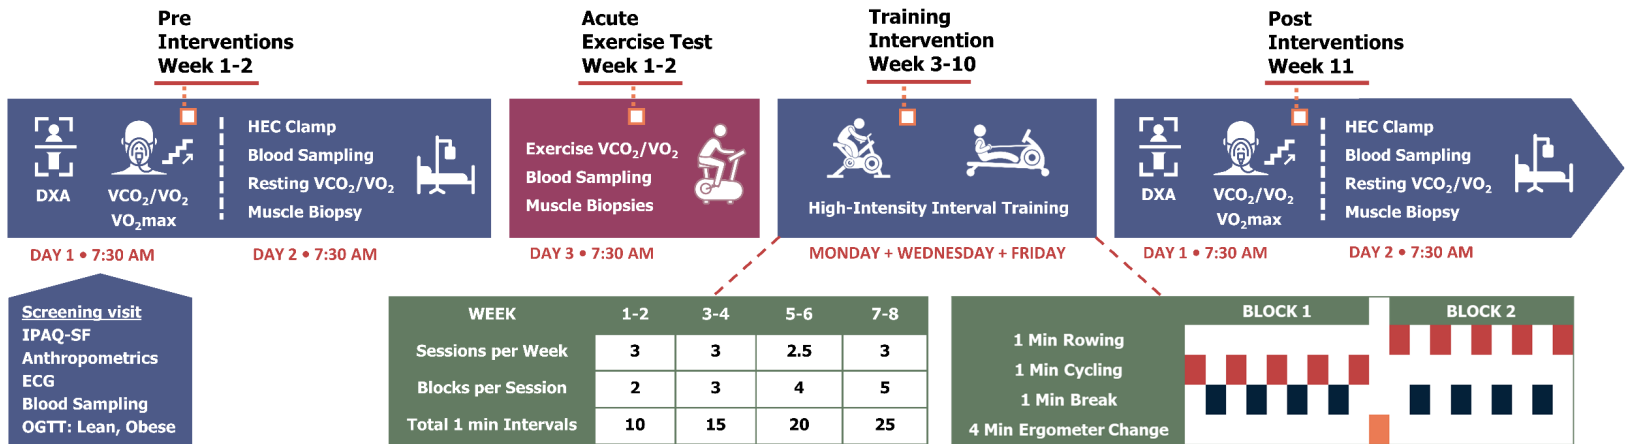 Pre
Interventions
Week 1-2
Acute
Exercise Test
Week 1-2
Training
Intervention
Week 3-10
Post
Interventions
Week 11
DXA
VCO₂/VO₂
VO₂max
HEC Clamp
Blood Sampling
Resting VCO₂/VO₂
Muscle Biopsy
Exercise VCO₂/VO₂
Blood Sampling
Muscle Biopsies
High-Intensity Interval Training
DXA
VCO₂/VO₂
VO₂max
HEC Clamp
Blood Sampling
Resting VCO₂/VO₂
Muscle Biopsy
DAY 1 • 7:30 AM
DAY 2 • 7:30 AM
DAY 3 • 7:30 AM
MONDAY + WEDNESDAY + FRIDAY
DAY 1 • 7:30 AM
DAY 2 • 7:30 AM
Screening visit
IPAQ-SF
Anthropometrics
ECG
Blood Sampling
OGTT: Lean, Obese
WEEK 1-2 3-4 5-6 7-8
Sessions per Week 3 3 2.5 3
Blocks per Session 2 3 4 5
Total 1 min Intervals 10 15 20 25
BLOCK 1 BLOCK 2
1 Min Rowing
1 Min Cycling
1 Min Break
4 Min Ergometer Change